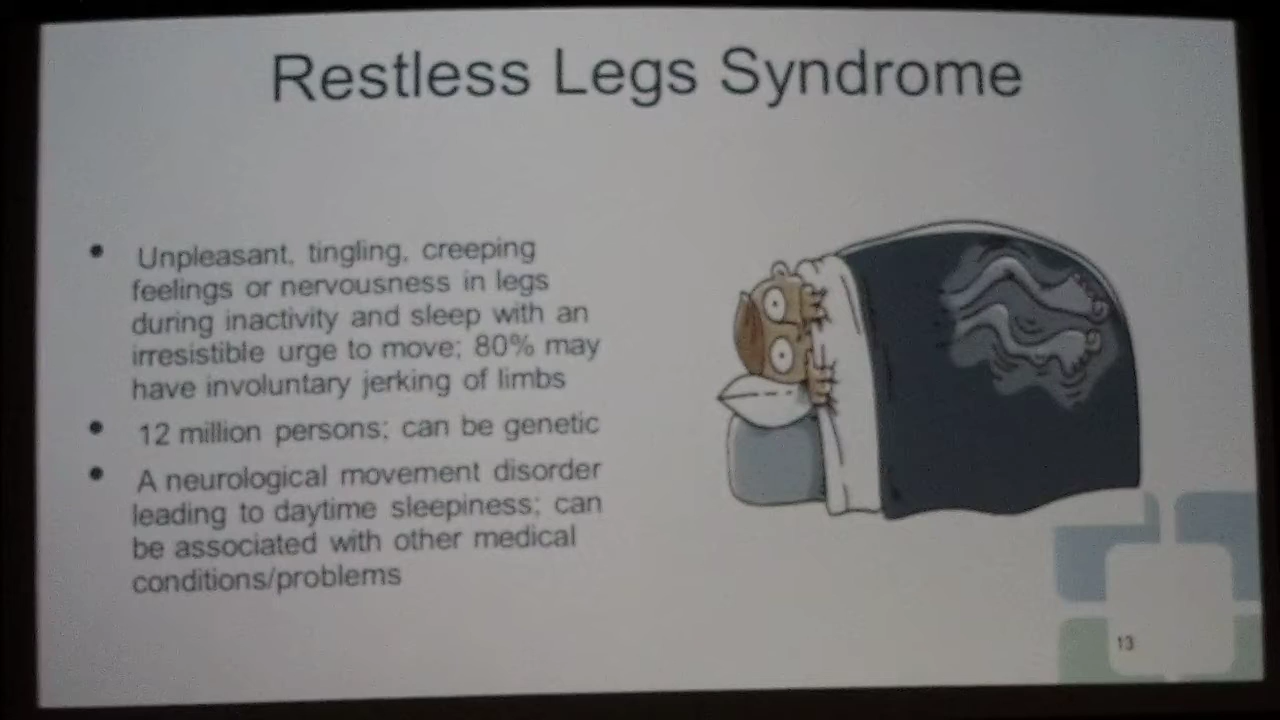 Restless Legs Syndrome
• Unpleasant, tingling, creeping
feelings or nervousness in legs
during inactivity and sleep with an
irresistible urge to move; 80% may
have involuntary jerking of limbs
• 12 million persons; can be genetic
• A neurological movement disorder
leading to daytime sleepiness; can
be associated with other medical
conditions/problems
13